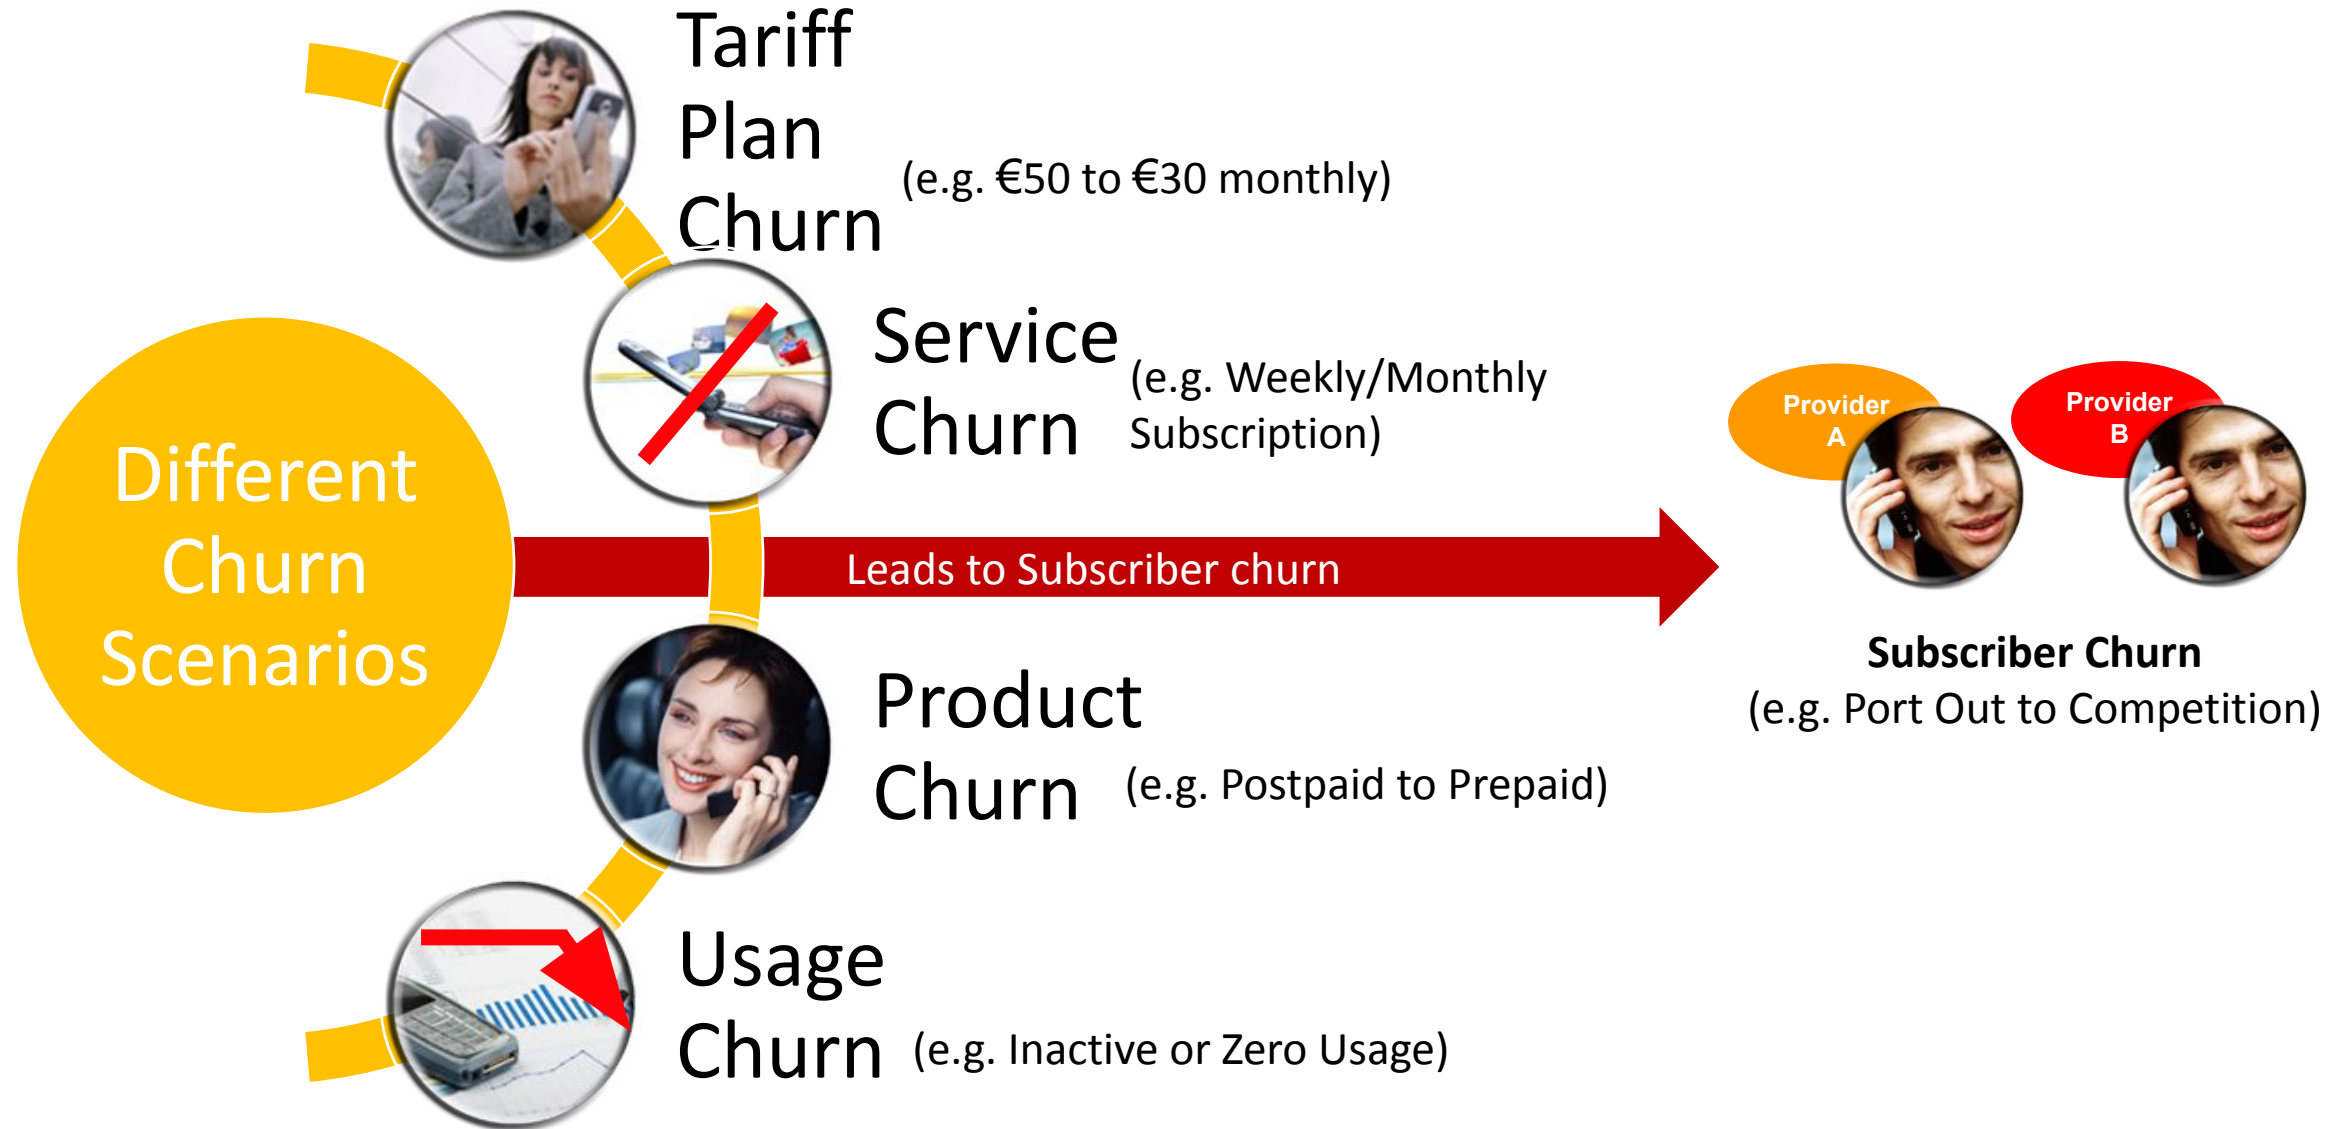 Tariff
Plan
Churn
(e.g. €50 to €30 monthly)
Service
Churn
(e.g. Weekly/Monthly
Subscription)
Different
Churn
Scenarios
Leads to Subscriber churn
Product
Churn
(e.g. Postpaid to Prepaid)
Usage
Churn
(e.g. Inactive or Zero Usage)
Provider
A
Provider
B
Subscriber Churn
(e.g. Port Out to Competition)